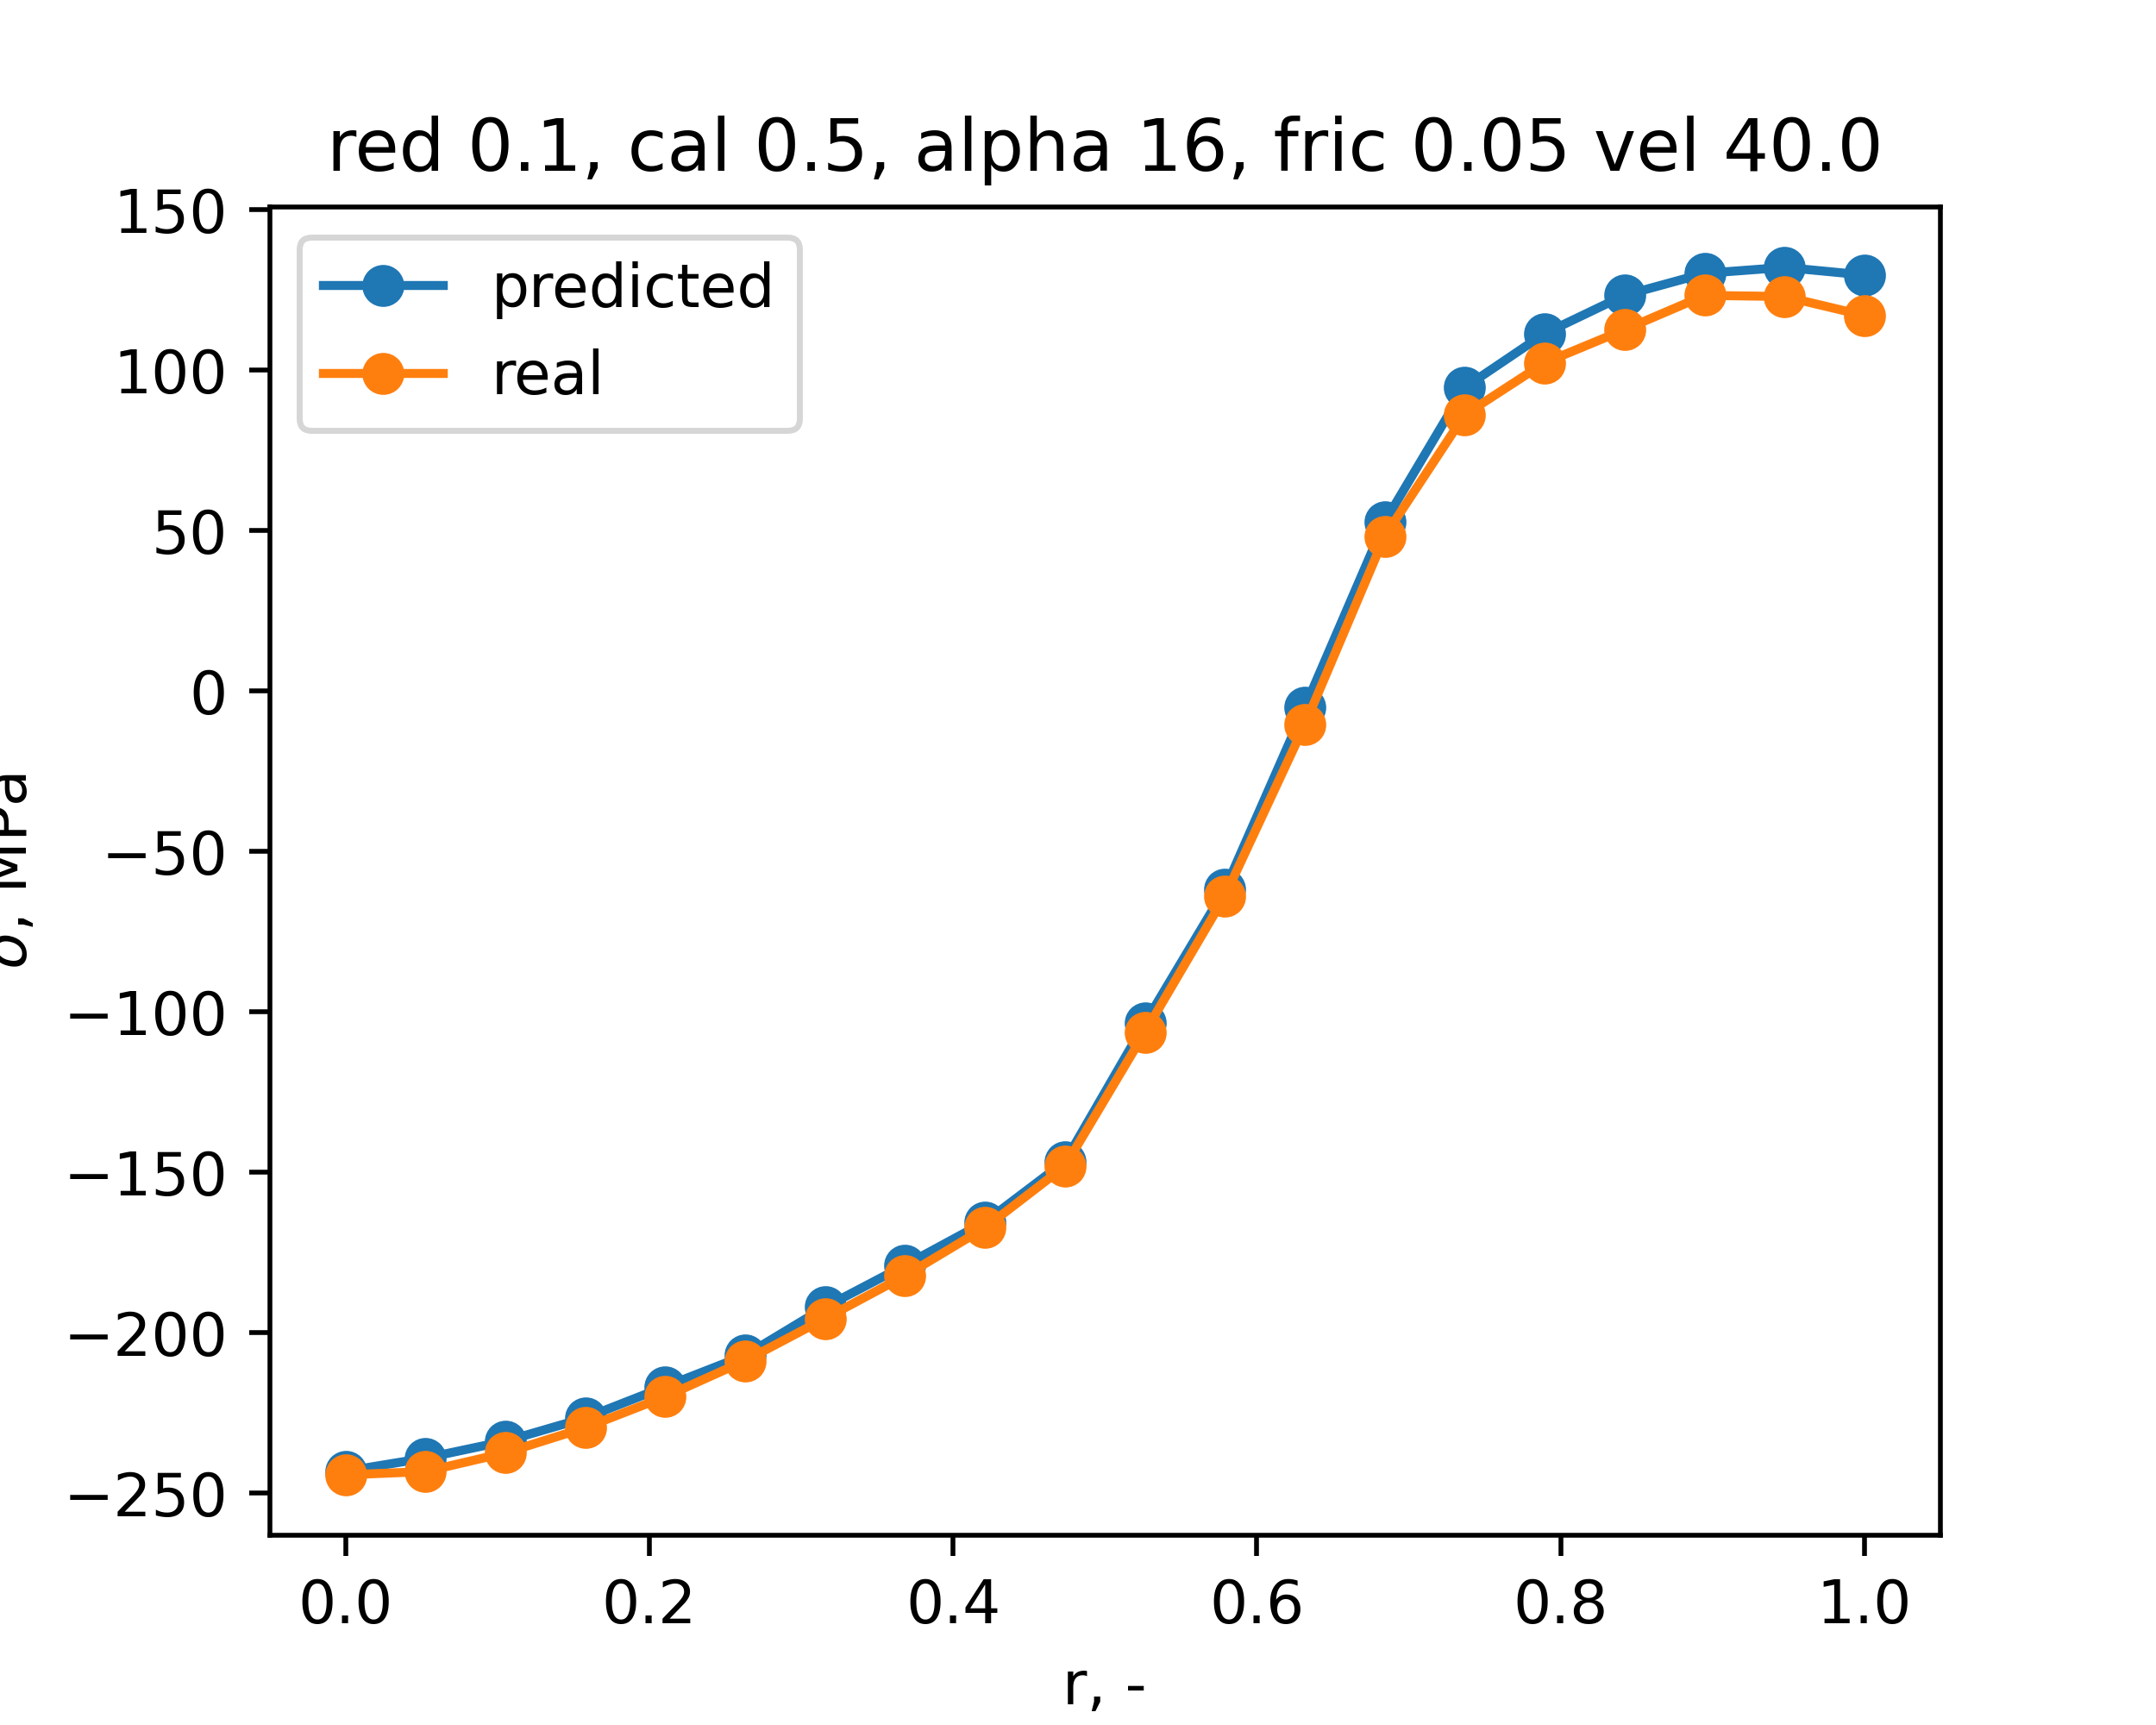 red 0.1, cal 0.5, alpha 16, fric 0.05 vel 40.0
150
100
50
0
−50
−100
−150
−200
−250
predicted
real
σ, MPa
0.0 0.2 0.4 0.6 0.8 1.0
r, -